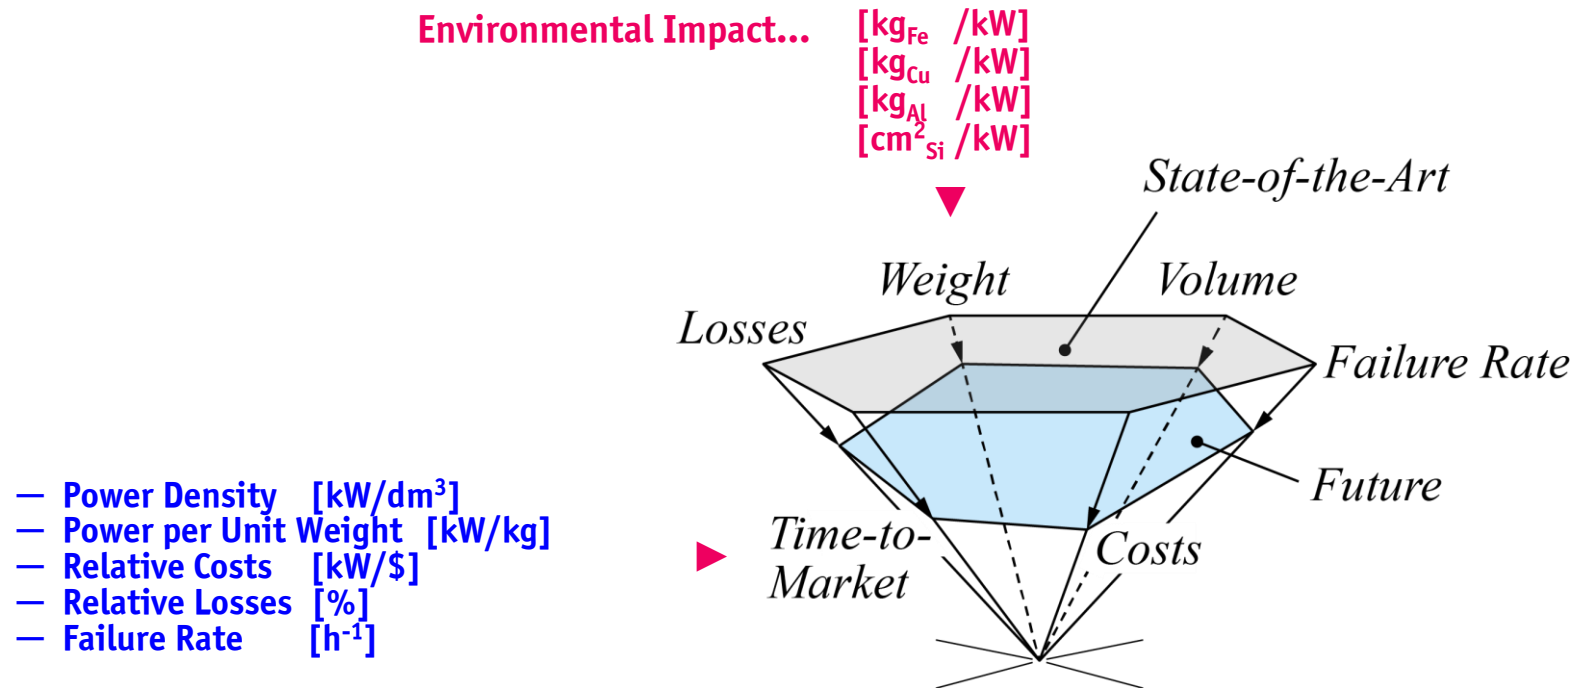 Environmental Impact... [kgFe /kW]
[kgCu /kW]
[kgAl /kW]
[cm²Si /kW]
State-of-the-Art
Weight
Volume
Losses
Failure Rate
Future
— Power Density [kW/dm³]
— Power per Unit Weight [kW/kg]
— Relative Costs [kW/$]
— Relative Losses [%]
— Failure Rate [h⁻¹]
Time-to-
Market
Costs